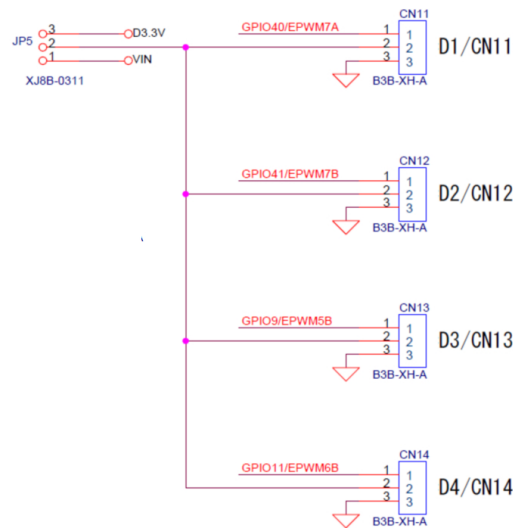 JP5
3
2
1
D3.3V
VIN
XJ8B-0311
CN11
GPIO40/EPWM7A
1 1
2 2
3 3
B3B-XH-A
D1/CN11
CN12
GPIO41/EPWM7B
1 1
2 2
3 3
B3B-XH-A
D2/CN12
CN13
GPIO9/EPWM5B
1 1
2 2
3 3
B3B-XH-A
D3/CN13
CN14
GPIO11/EPWM6B
1 1
2 2
3 3
B3B-XH-A
D4/CN14